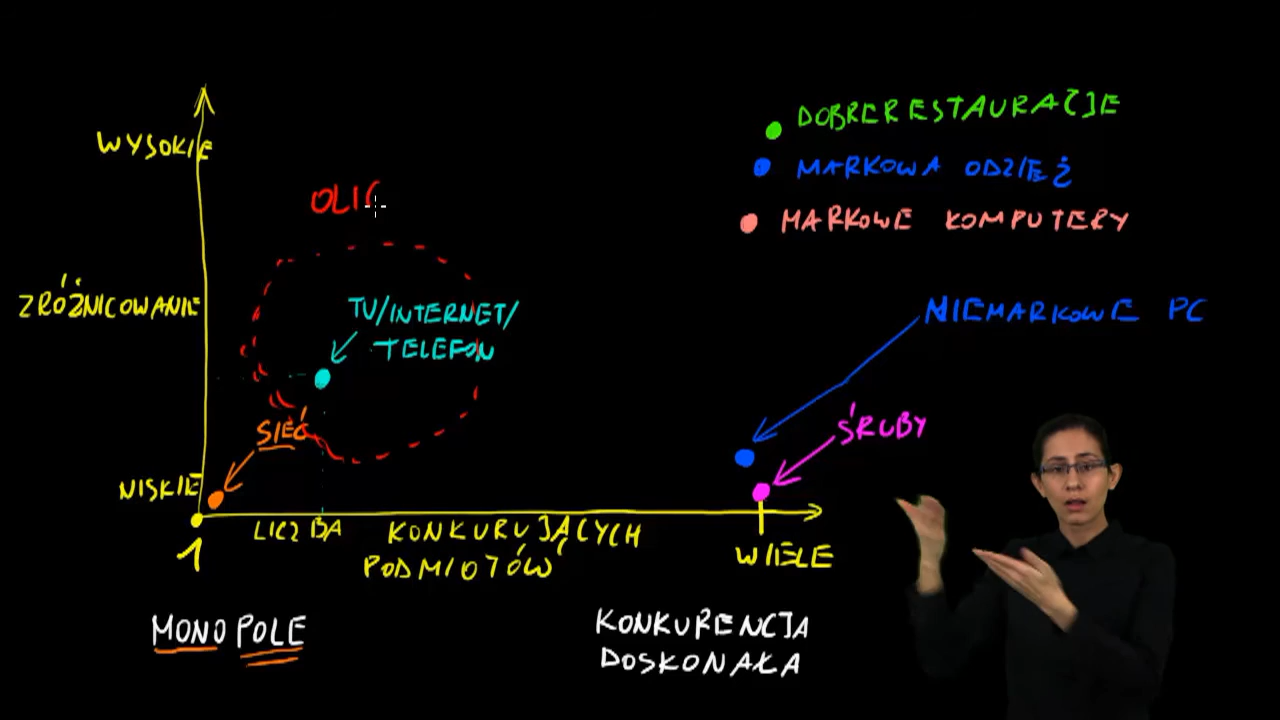 WYSOKIE
ZRÓŻNICOWANIE
NISKIE
1
LICZBA KONKURUJĄCYCH
PODMIOTÓW
WIELE
OLIG
TV/INTERNET/
TELEFON
SIEĆ
DOBRE RESTAURACJE
MARKOWA ODZIEŻ
MARKOWE KOMPUTERY
NIEMARKOWE PC
ŚRUBY
MONOPOLE
KONKURENCJA
DOSKONAŁA